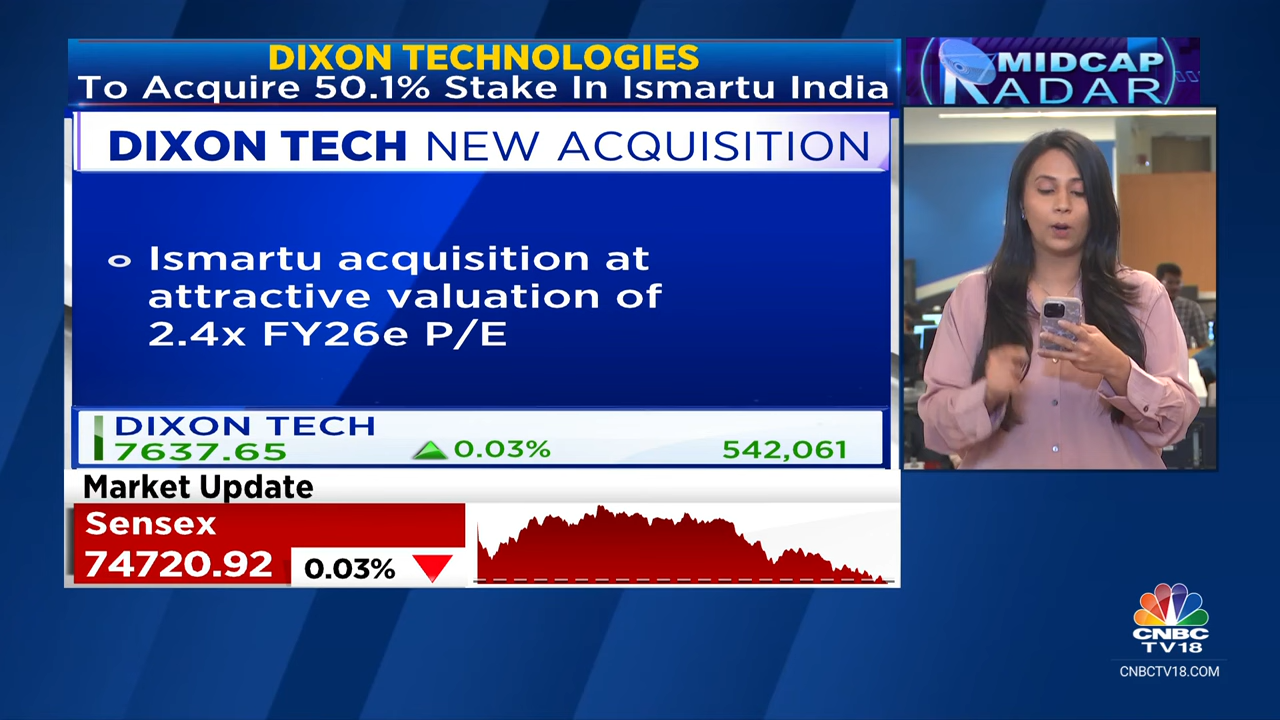 DIXON TECHNOLOGIES
To Acquire 50.1% Stake In Ismartu India
MIDCAP
RADAR
DIXON TECH NEW ACQUISITION
Ismartu acquisition at
attractive valuation of
2.4x FY26e P/E
DIXON TECH
7637.65 0.03% 542,061
Market Update
Sensex
74720.92 0.03%
CNBC
TV18
CNBCTV18.COM